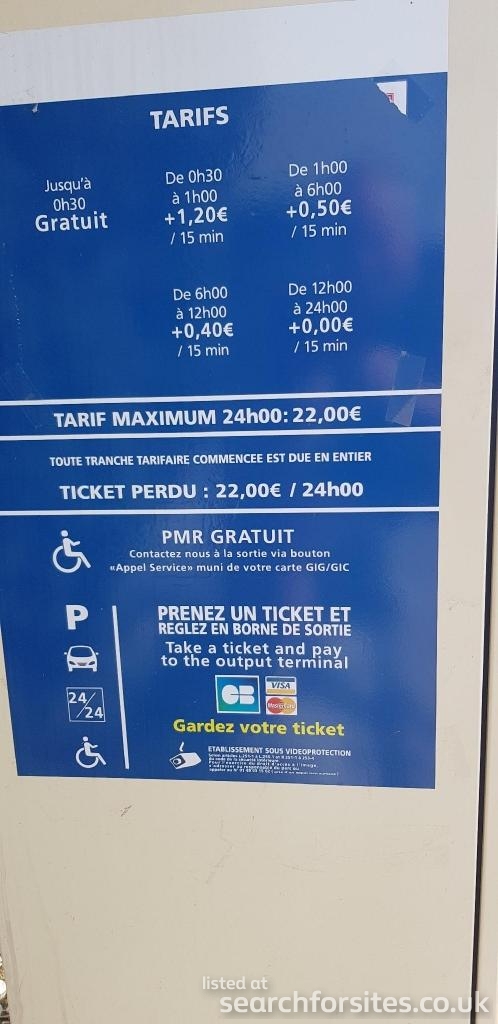 TARIFS
Jusqu'à
0h30
Gratuit
De 0h30
à 1h00
+1,20€
/ 15 min
De 1h00
à 6h00
+0,50€
/ 15 min
De 6h00
à 12h00
+0,40€
/ 15 min
De 12h00
à 24h00
+0,00€
/ 15 min
TARIF MAXIMUM 24h00: 22,00€
TOUTE TRANCHE TARIFAIRE COMMENCEE EST DUE EN ENTIER
TICKET PERDU : 22,00€ / 24h00
PMR GRATUIT
Contactez nous à la sortie via bouton
«Appel Service» muni de votre carte GIG/GIC
P
24/24
PRENEZ UN TICKET ET
REGLEZ EN BORNE DE SORTIE
Take a ticket and pay
to the output terminal
CB
VISA
MasterCard
Gardez votre ticket
ETABLISSEMENT SOUS VIDEOPROTECTION
listed at
searchforsites.co.uk